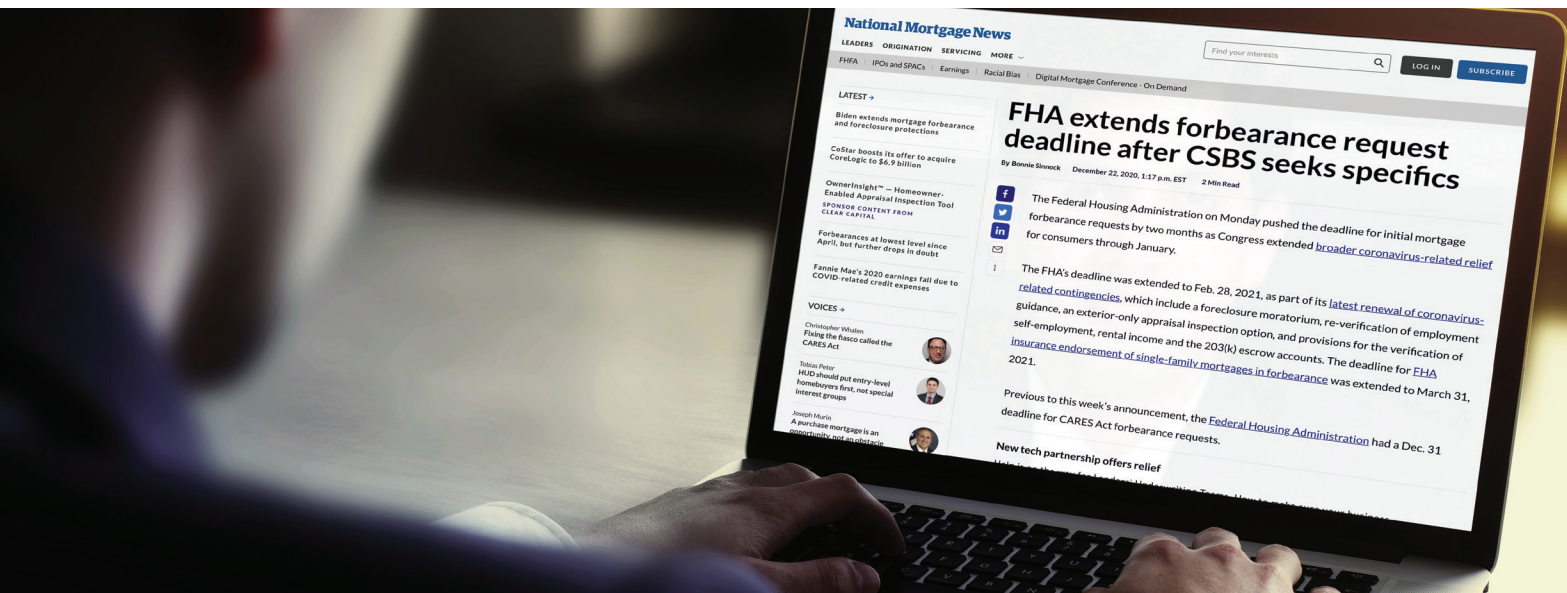 National Mortgage News
LEADERS ORIGINATION SERVICING MORE
Find your interests
LOG IN
SUBSCRIBE
FHFA IPOs and SPACs Earnings Racial Bias Digital Mortgage Conference - On Demand
LATEST →
Biden extends mortgage forbearance
and foreclosure protections
CoStar boosts its offer to acquire
CoreLogic to $6.9 billion
OwnerInsight™ — Homeowner-
Enabled Appraisal Inspection Tool
SPONSOR CONTENT FROM
CLEAR CAPITAL
Forbearances at lowest level since
April, but further drops in doubt
Fannie Mae's 2020 earnings fall due to
COVID-related credit expenses
VOICES →
Christopher Whalen
Fixing the fiasco called the
CARES Act
Tobias Peter
HUD should put entry-level
homebuyers first, not special
interest groups
Joseph Murin
A purchase mortgage is an
opportunity, not an obstacle
FHA extends forbearance request
deadline after CSBS seeks specifics
By Bonnie Sinnock December 22, 2020, 1:17 p.m. EST 2 Min Read
The Federal Housing Administration on Monday pushed the deadline for initial mortgage
forbearance requests by two months as Congress extended broader coronavirus-related relief
for consumers through January.
The FHA's deadline was extended to Feb. 28, 2021, as part of its latest renewal of coronavirus-
related contingencies, which include a foreclosure moratorium, re-verification of employment
guidance, an exterior-only appraisal inspection option, and provisions for the verification of
self-employment, rental income and the 203(k) escrow accounts. The deadline for FHA
insurance endorsement of single-family mortgages in forbearance was extended to March 31,
2021.
Previous to this week's announcement, the Federal Housing Administration had a Dec. 31
deadline for CARES Act forbearance requests.
New tech partnership offers relief